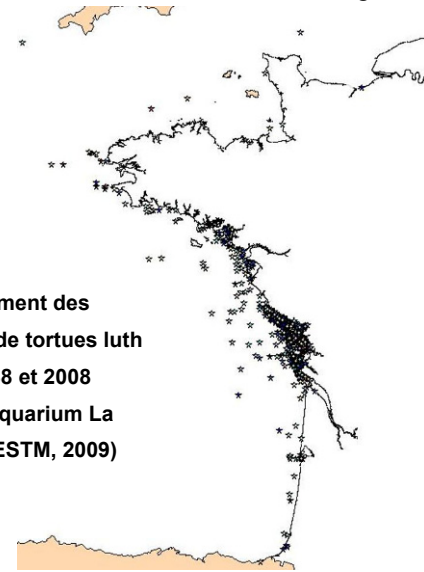 ment des
de tortues luth
8 et 2008
quarium La
ESTM, 2009)